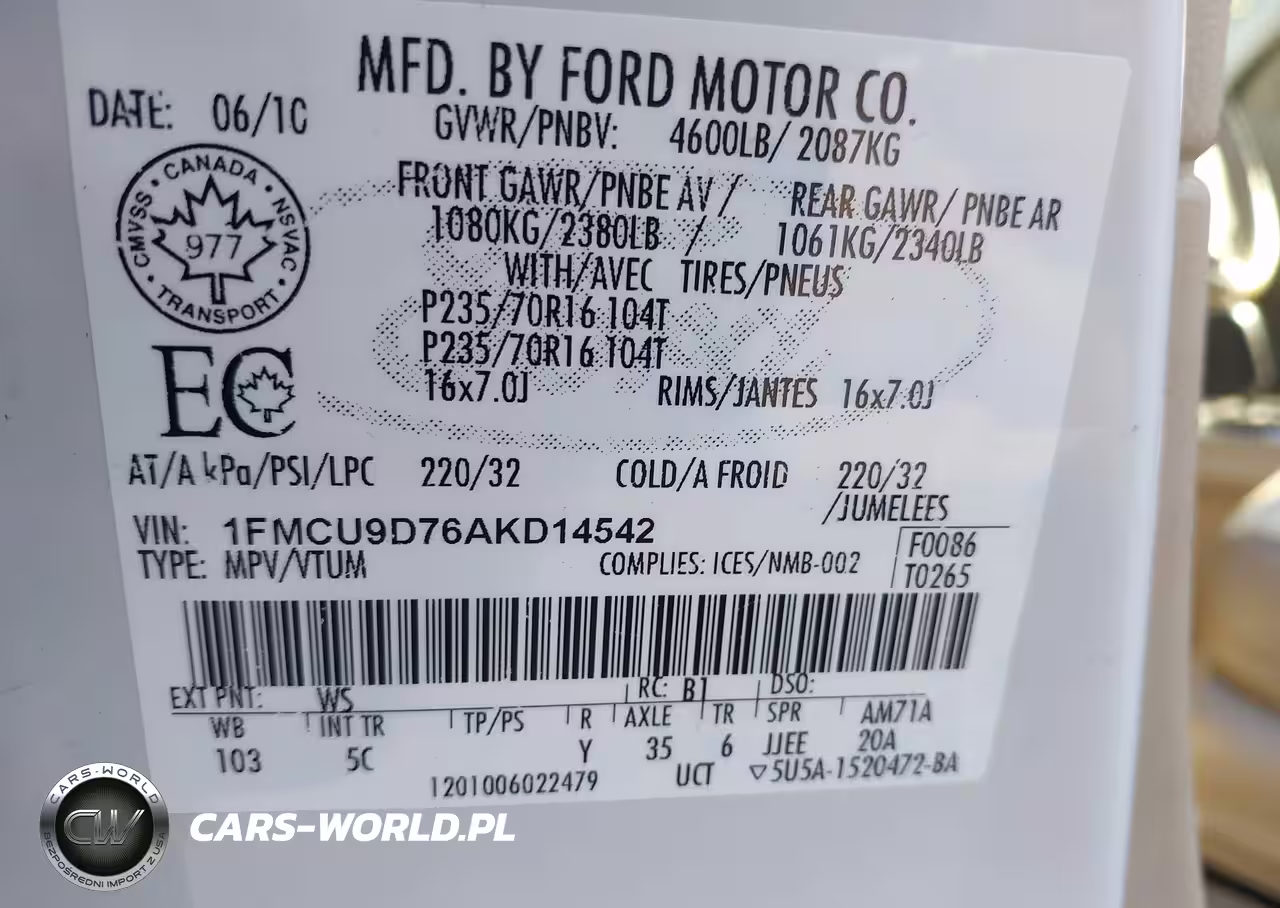 MFD. BY FORD MOTOR CO.
DATE: 06/10
GVWR/PNBV: 4600LB/ 2087KG
FRONT GAWR/PNBE AV / REAR GAWR/ PNBE AR
1080KG/2380LB / 1061KG/2340LB
WITH/AVEC TIRES/PNEUS
P235/70R16 104T
P235/70R16 104T
16x7.0J RIMS/JANTES 16x7.0J
• CANADA • NSVAC • TRANSPORT • CMVSS
977
EC
AT/A kPa/PSI/LPC 220/32 COLD/A FROID 220/32
/JUMELEES
VIN: 1FMCU9D76AKD14542
F0086
TYPE: MPV/VTUM COMPLIES: ICES/NMB-002
T0265
EXT PNT: WS RC: B1 DSO:
WB INT TR TP/PS R AXLE TR SPR AM71A
103 5C Y 35 6 JJEE 20A
1201006022479 UCT ▽5U5A-1520472-BA
CARS-WORLD
CW
BEZPOŚREDNI IMPORT Z USA
CARS-WORLD.PL